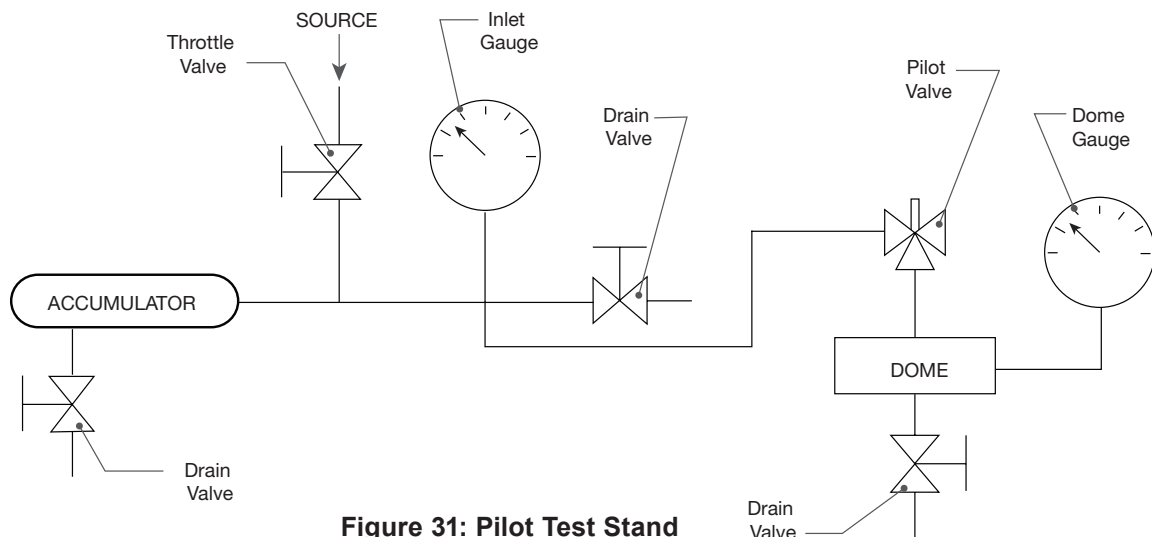 SOURCE
Throttle
Valve
Inlet
Gauge
Drain
Valve
Pilot
Valve
Dome
Gauge
ACCUMULATOR
DOME
Drain
Valve
Drain
Valve
Figure 31: Pilot Test Stand